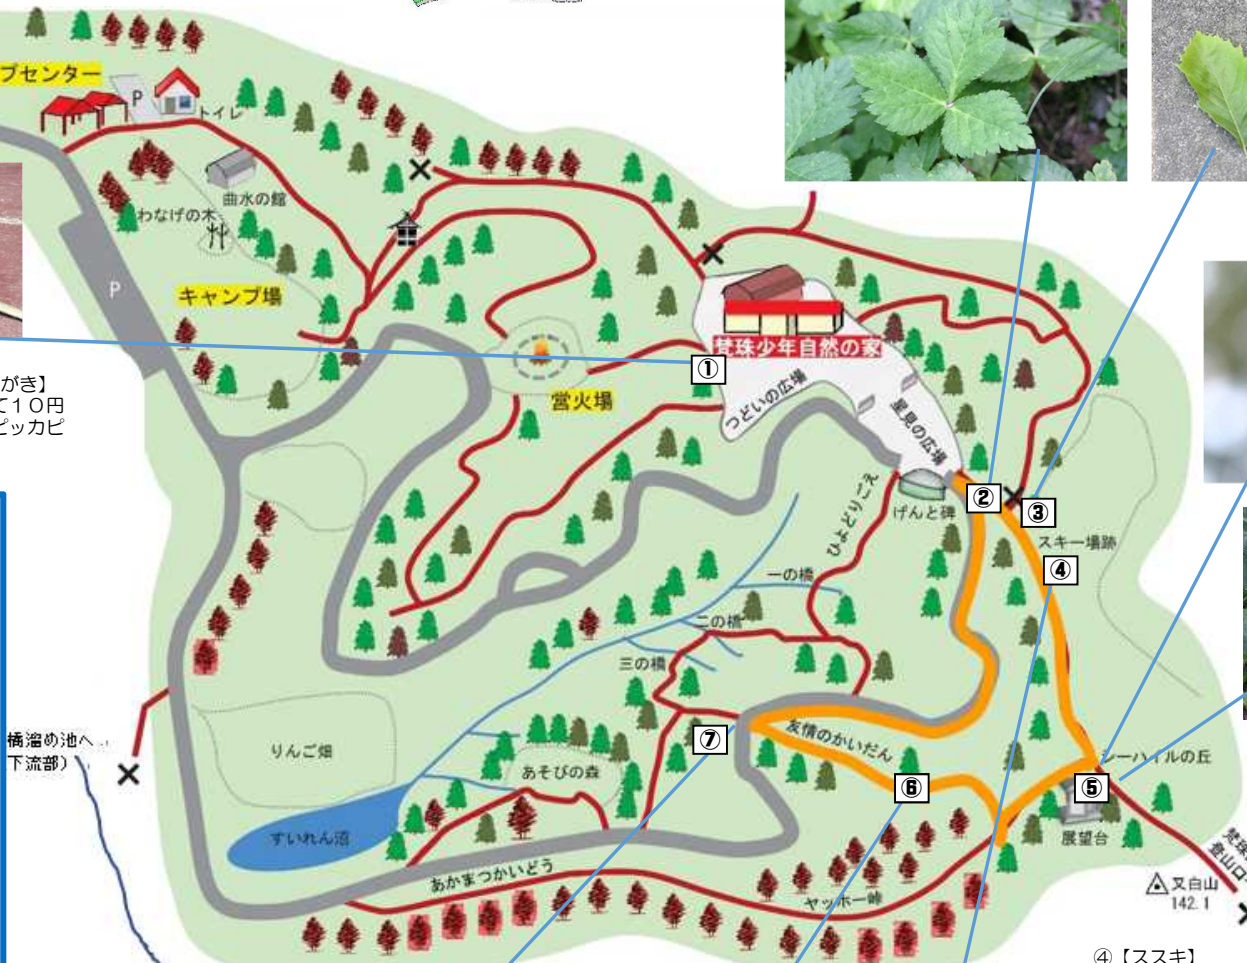 プセンター
P
トイレ
曲水の館
わなげの木
キャンプ場
P
梵珠少年自然の家
①
つどいの広場
営火場
星見の広場
がき】
て１０円
ピッカピ
ひよどりごえ
げんと碑
②
③
スキー場跡
④
一の橋
二の橋
三の橋
橋溜め池へ
下流部）
りんご畑
⑦
友情のかいだん
あそびの森
⑥
シーハイルの丘
⑤
展望台
すいれん沼
あかまつかいどう
ヤッホー峠
梵珠
登山口
又白山
142.1
④【ススキ】